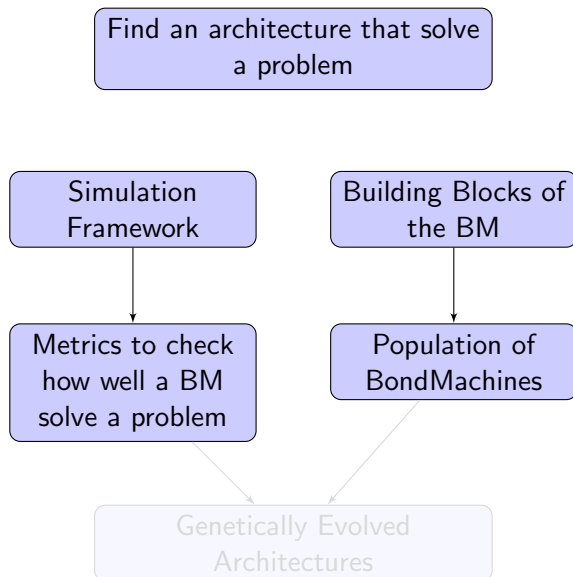 Find an architecture that solve
a problem
Simulation
Framework
Building Blocks of
the BM
Metrics to check
how well a BM
solve a problem
Population of
BondMachines
Genetically Evolved
Architectures